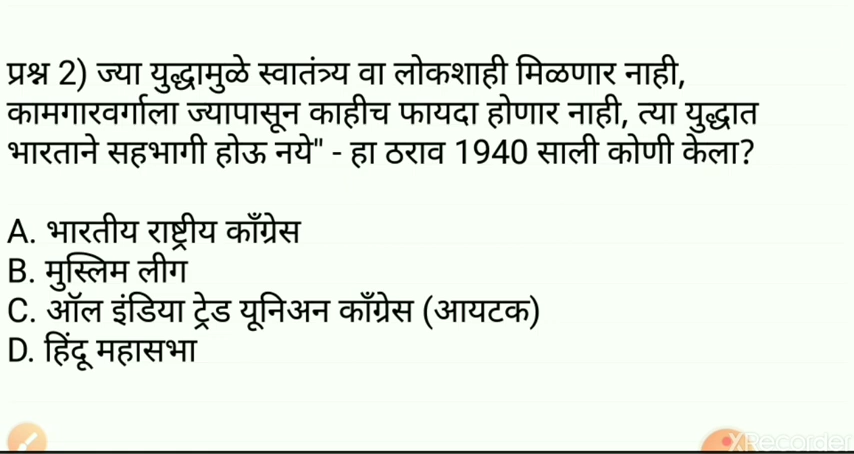 प्रश्न 2) ज्या युद्धामुळे स्वातंत्र्य वा लोकशाही मिळणार नाही,
कामगारवर्गाला ज्यापासून काहीच फायदा होणार नाही, त्या युद्धात
भारताने सहभागी होऊ नये" - हा ठराव 1940 साली कोणी केला?
A. भारतीय राष्ट्रीय काँग्रेस
B. मुस्लिम लीग
C. ऑल इंडिया ट्रेड यूनिअन काँग्रेस (आयटक)
D. हिंदू महासभा
XRecorder